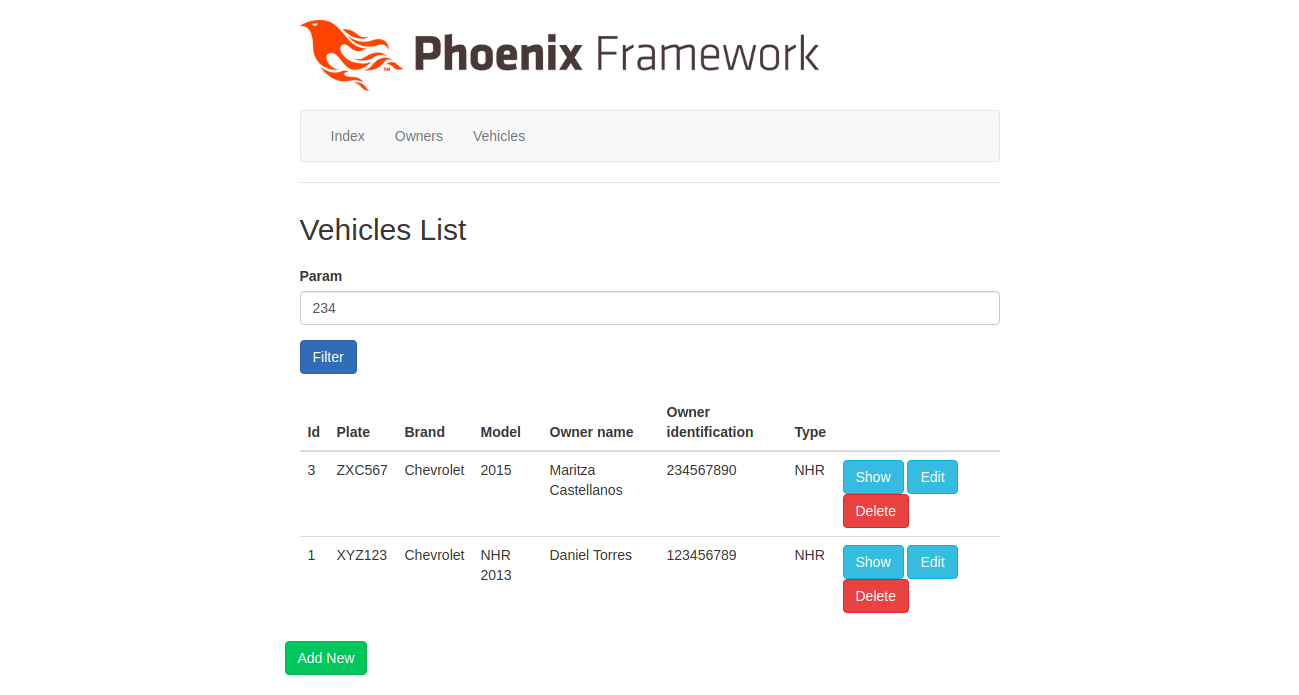 Phoenix Framework
Index Owners Vehicles
Vehicles List
Param
234
Filter
Id Plate Brand Model Owner name Owner identification Type
3 ZXC567 Chevrolet 2015 Maritza Castellanos 234567890 NHR Show Edit
Delete
1 XYZ123 Chevrolet NHR 2013 Daniel Torres 123456789 NHR Show Edit
Delete
Add New